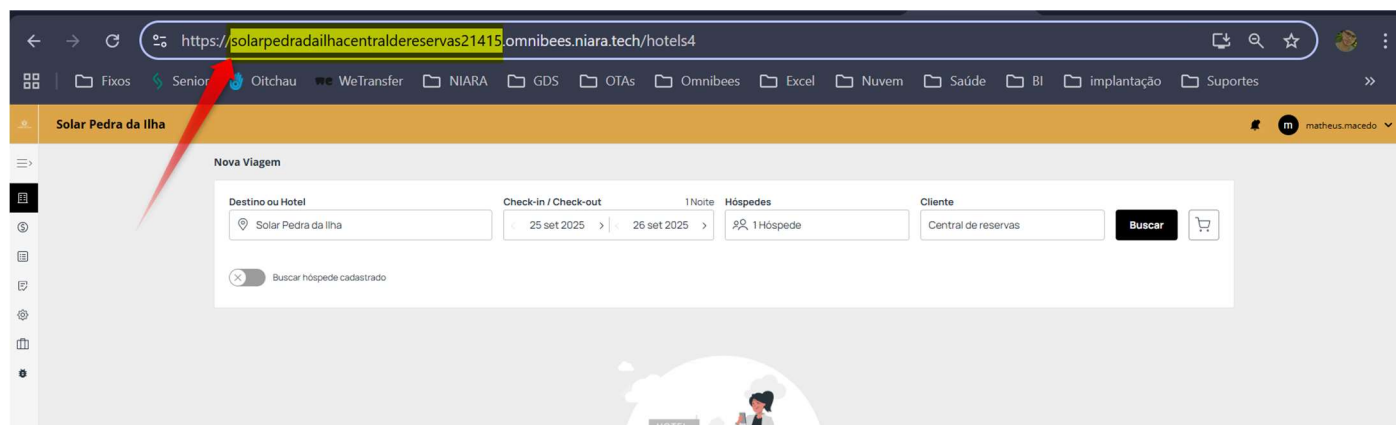 https://solarpedradailhacentraldereservas21415.omnibees.niara.tech/hotels4
Fixos Senior Oitchau we WeTransfer NIARA GDS OTAs Omnibees Excel Nuvem Saúde BI implantação Suportes »
Solar Pedra da Ilha m matheus.macedo
Nova Viagem
Destino ou Hotel Check-in / Check-out 1 Noite Hóspedes Cliente
Solar Pedra da Ilha 25 set 2025 > 26 set 2025 > 1 Hóspede Central de reservas Buscar
Buscar hóspede cadastrado
HOTEL